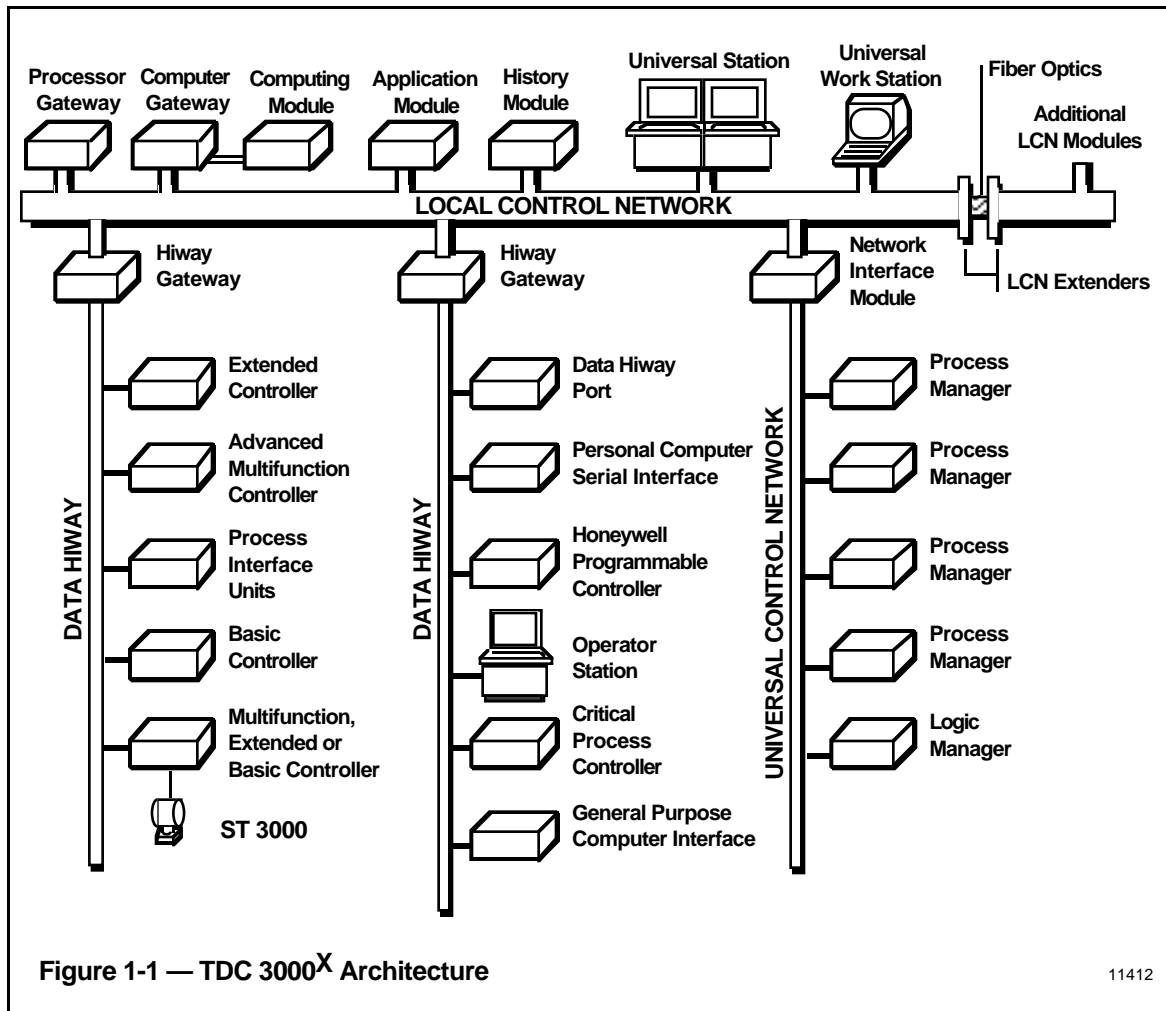 Processor
Gateway
Computer
Gateway
Computing
Module
Application
Module
History
Module
Universal Station
Universal
Work Station
Fiber Optics
Additional
LCN Modules
LOCAL CONTROL NETWORK
Hiway
Gateway
Hiway
Gateway
Network
Interface
Module
LCN Extenders
DATA HIWAY
Extended
Controller
Advanced
Multifunction
Controller
Process
Interface
Units
Basic
Controller
Multifunction,
Extended or
Basic Controller
ST 3000
DATA HIWAY
Data Hiway
Port
Personal Computer
Serial Interface
Honeywell
Programmable
Controller
Operator
Station
Critical
Process
Controller
General Purpose
Computer Interface
UNIVERSAL CONTROL NETWORK
Process
Manager
Process
Manager
Process
Manager
Process
Manager
Logic
Manager
Figure 1-1 — TDC 3000X Architecture
11412